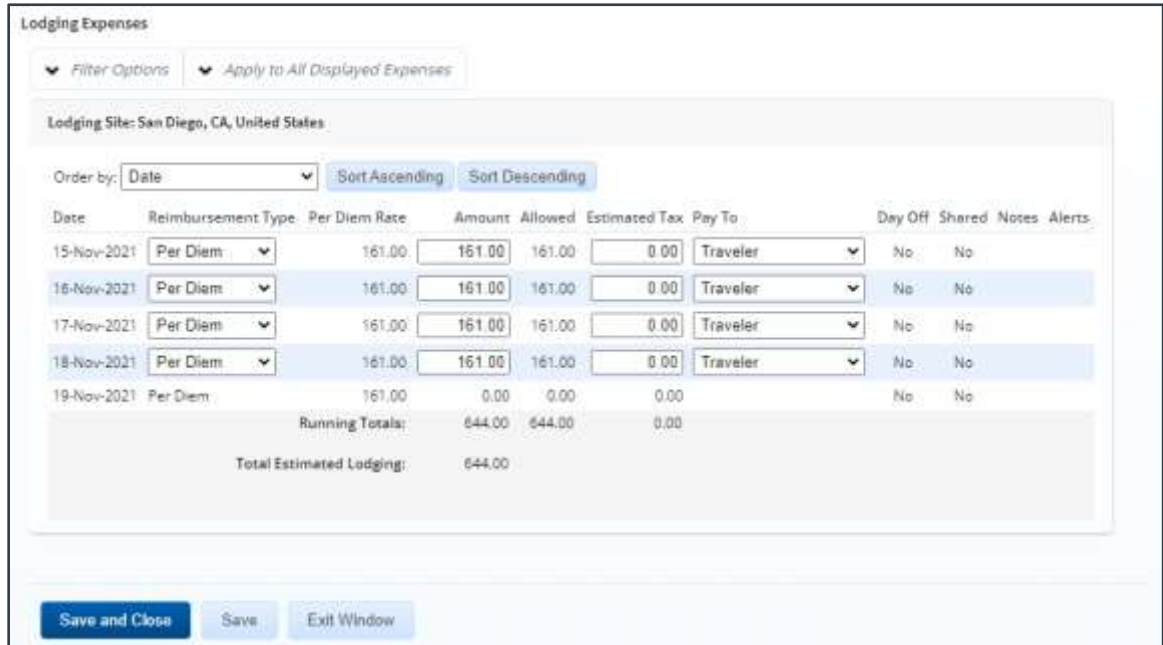 Lodging Expenses
Filter Options Apply to All Displayed Expenses
Lodging Site: San Diego, CA, United States
Order by: Date Sort Ascending Sort Descending
Date Reimbursement Type Per Diem Rate Amount Allowed Estimated Tax Pay To Day Off Shared Notes Alerts
15-Nov-2021 Per Diem 161.00 161.00 161.00 0.00 Traveler No No
16-Nov-2021 Per Diem 161.00 161.00 161.00 0.00 Traveler No No
17-Nov-2021 Per Diem 161.00 161.00 161.00 0.00 Traveler No No
18-Nov-2021 Per Diem 161.00 161.00 161.00 0.00 Traveler No No
19-Nov-2021 Per Diem 161.00 0.00 0.00 0.00 No No
Running Totals: 644.00 644.00 0.00
Total Estimated Lodging: 644.00
Save and Close Save Exit Window